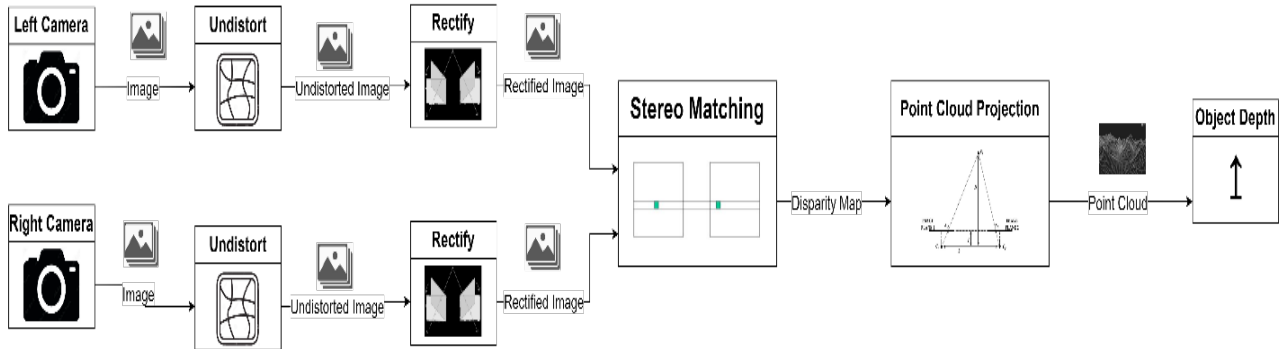 Left Camera
Image
Undistort
Undistorted Image
Rectify
Rectified Image
Right Camera
Image
Undistort
Undistorted Image
Rectify
Rectified Image
Stereo Matching
Disparity Map
Point Cloud Projection
Point Cloud
Object Depth